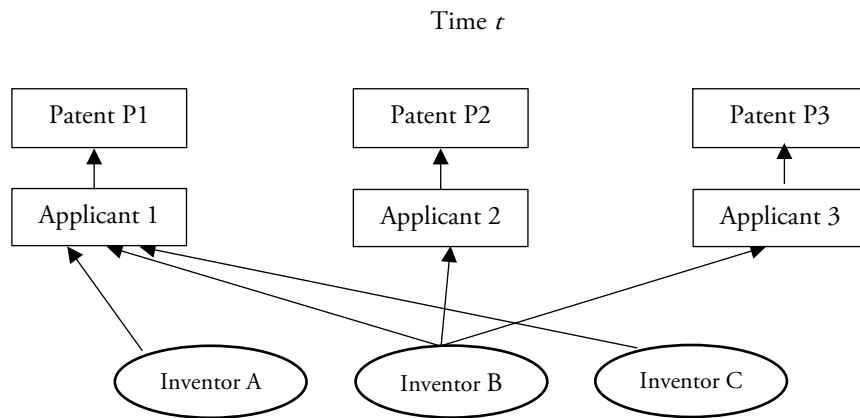 Time t
Patent P1
Patent P2
Patent P3
Applicant 1
Applicant 2
Applicant 3
Inventor A
Inventor B
Inventor C